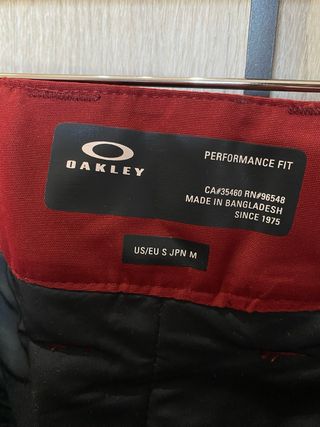 OAKLEY
PERFORMANCE FIT
CA#35460 RN#96548
MADE IN BANGLADESH
SINCE 1975
US/EU S JPN M